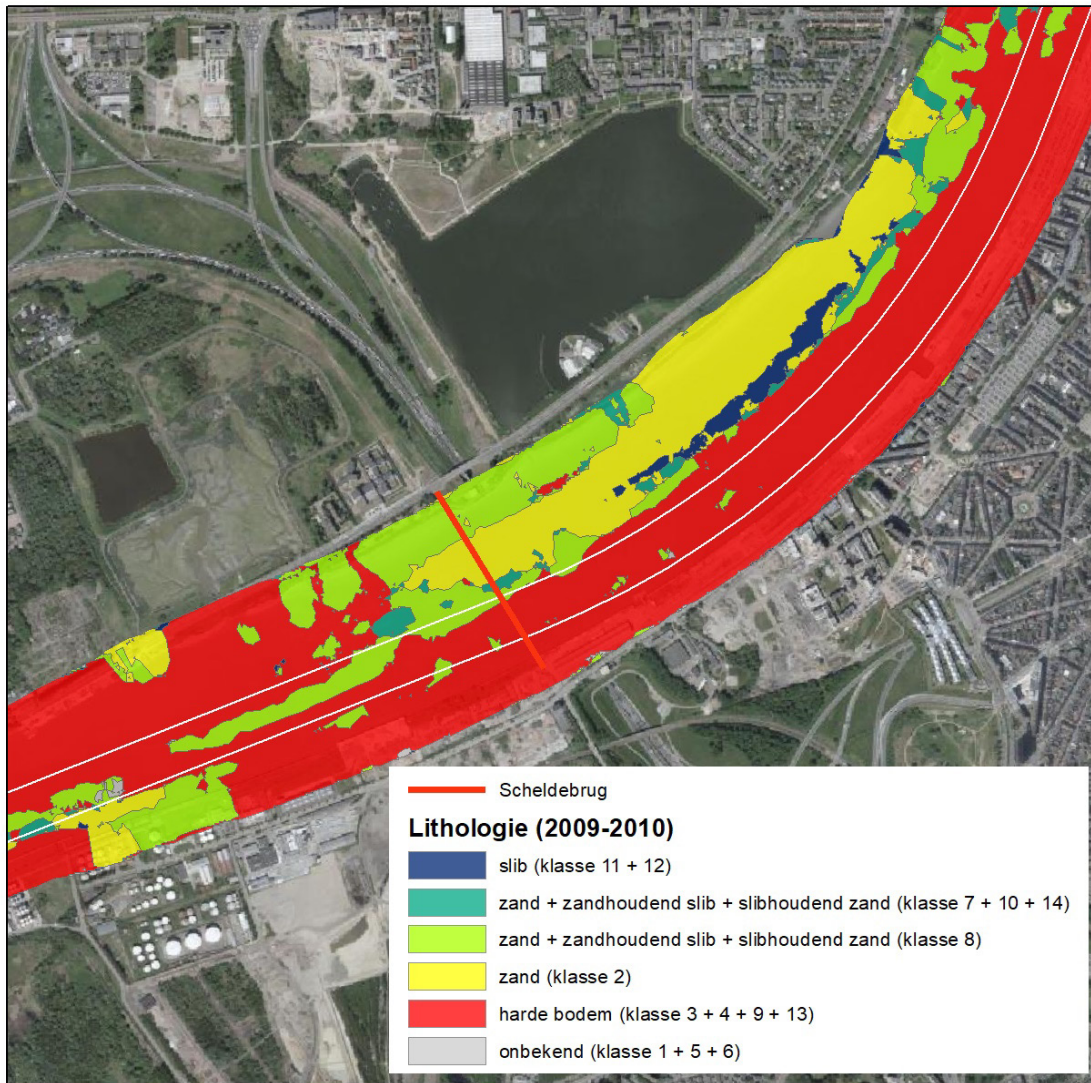 Scheldebrug
Lithologie (2009-2010)
slib (klasse 11 + 12)
zand + zandhoudend slib + slibhoudend zand (klasse 7 + 10 + 14)
zand + zandhoudend slib + slibhoudend zand (klasse 8)
zand (klasse 2)
harde bodem (klasse 3 + 4 + 9 + 13)
onbekend (klasse 1 + 5 + 6)